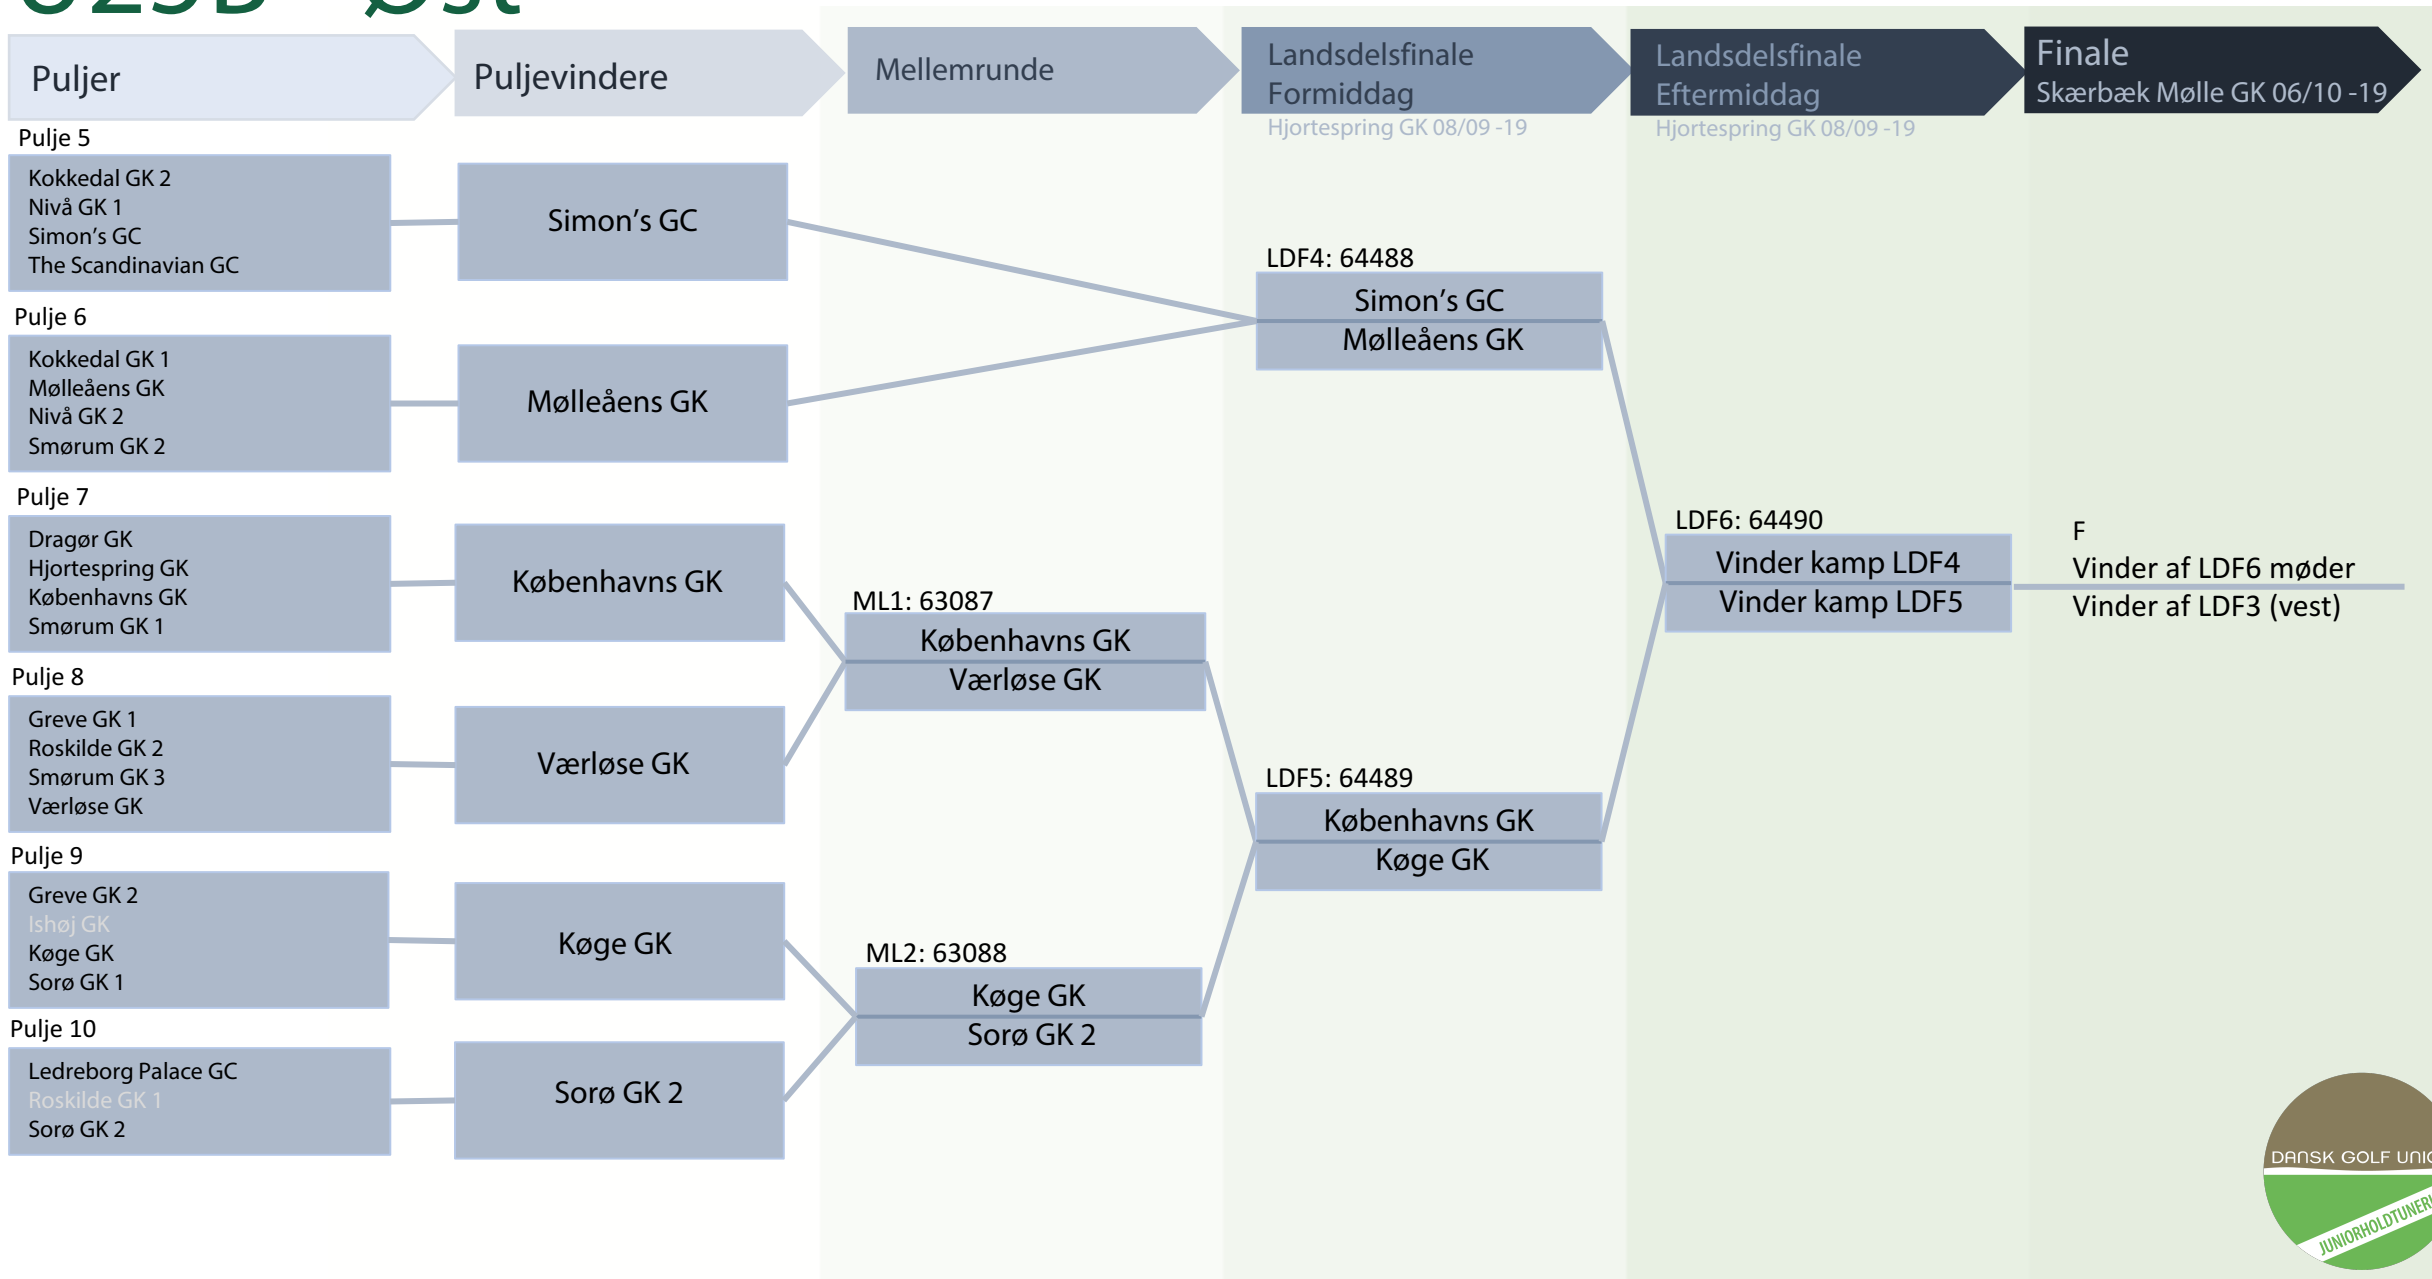 Puljer
Puljevindere
Mellemrunde
Landsdelsfinale
Formiddag
Hjortespring GK 08/09 -19
Landsdelsfinale
Eftermiddag
Hjortespring GK 08/09 -19
Finale
Skærbæk Mølle GK 06/10 -19
Pulje 5
Kokkedal GK 2
Nivå GK 1
Simon's GC
The Scandinavian GC
Pulje 6
Kokkedal GK 1
Mølleåens GK
Nivå GK 2
Smørum GK 2
Pulje 7
Dragør GK
Hjortespring GK
Københavns GK
Smørum GK 1
Pulje 8
Greve GK 1
Roskilde GK 2
Smørum GK 3
Værløse GK
Pulje 9
Greve GK 2
Ishøj GK
Køge GK
Sorø GK 1
Pulje 10
Ledreborg Palace GC
Roskilde GK 1
Sorø GK 2
Simon's GC
Mølleåens GK
Københavns GK
Værløse GK
Køge GK
Sorø GK 2
ML1: 63087
Københavns GK
Værløse GK
ML2: 63088
Køge GK
Sorø GK 2
LDF4: 64488
Simon's GC
Mølleåens GK
LDF5: 64489
Københavns GK
Køge GK
LDF6: 64490
Vinder kamp LDF4
Vinder kamp LDF5
F
Vinder af LDF6 møder
Vinder af LDF3 (vest)
DANSK GOLF